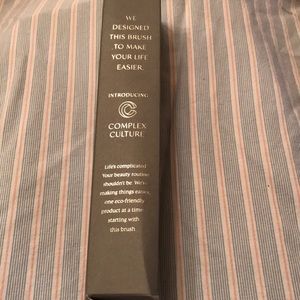 WE
DESIGNED
THIS BRUSH
TO MAKE
YOUR LIFE
EASIER.
INTRODUCING
COMPLEX
CULTURE
Life's complicated.
Your beauty routine
shouldn't be. We're
making things easier,
one eco-friendly
product at a time
starting with
this brush.